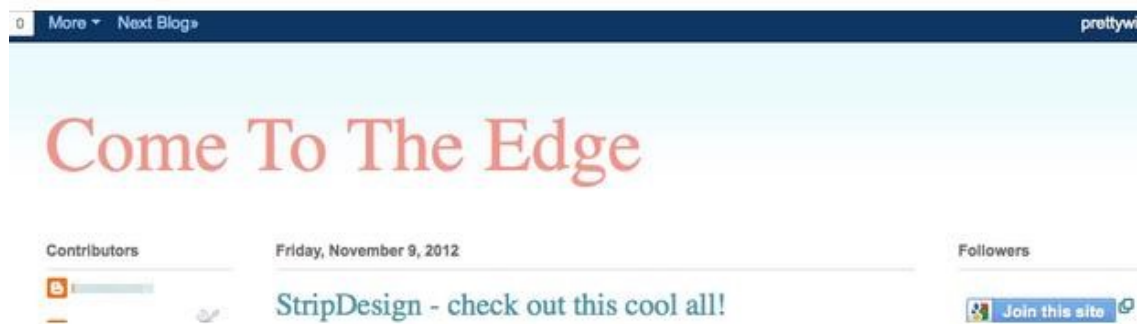 0 More Next Blog» prettywi
Come To The Edge
Contributors
Friday, November 9, 2012
Followers
StripDesign - check out this cool all!
Join this site